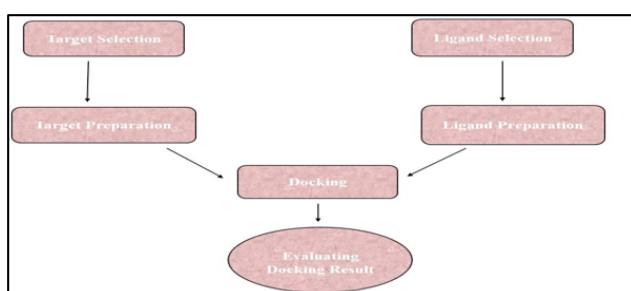 Target Selection
Ligand Selection
Target Preparation
Ligand Preparation
Docking
Evaluating
Docking Result